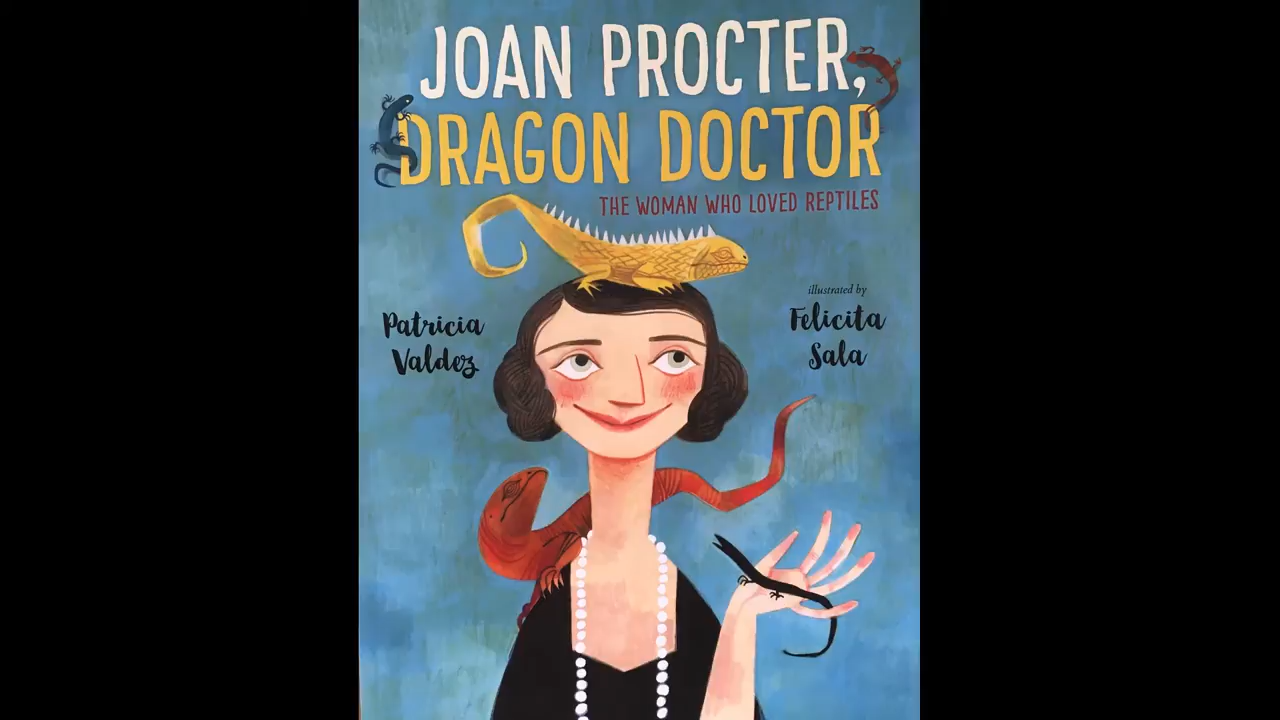 JOAN PROCTER,
DRAGON DOCTOR
THE WOMAN WHO LOVED REPTILES
Patricia
Valdez
illustrated by
Felicita
Sala